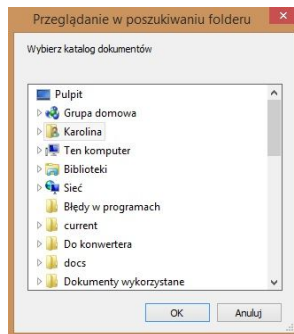 Przeglądanie w poszukiwaniu folderu
Wybierz katalog dokumentów
Pulpit
Grupa domowa
Karolina
Ten komputer
Biblioteki
Sieć
Błędy w programach
current
Do konwertera
docs
Dokumenty wykorzystane
OK Anuluj